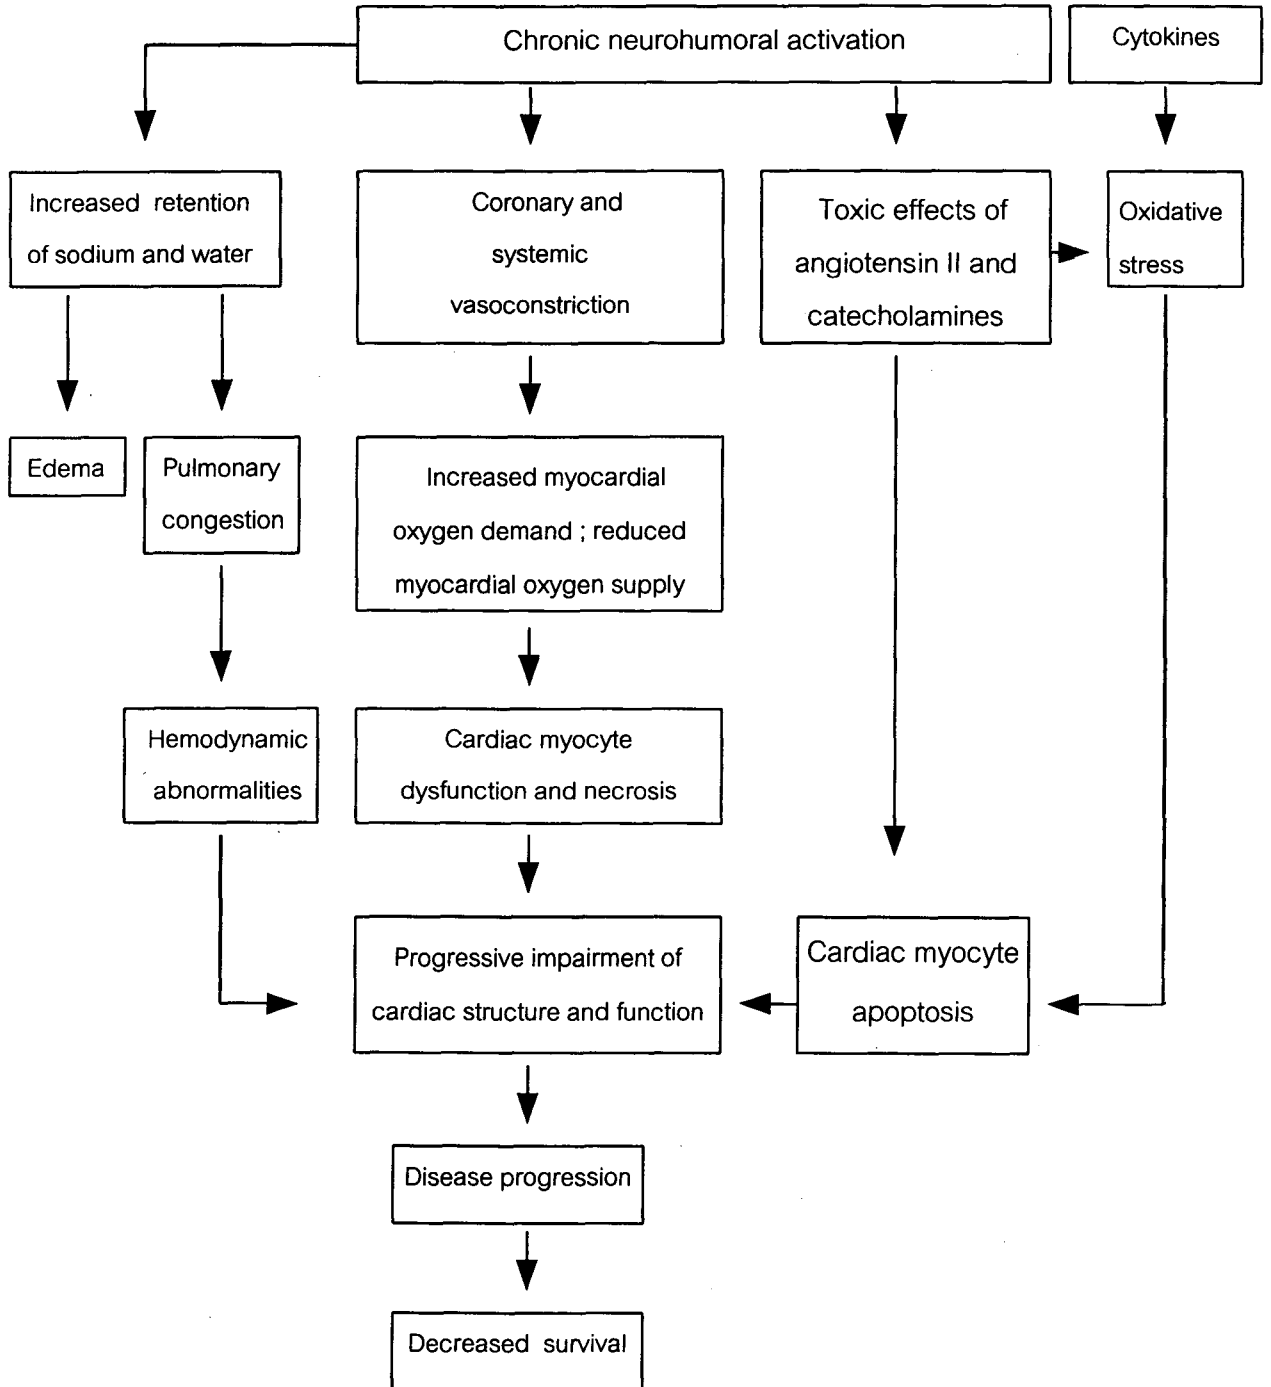 Chronic neurohumoral activation
Cytokines
Increased retention
of sodium and water
Coronary and
systemic
vasoconstriction
Toxic effects of
angiotensin II and
catecholamines
Oxidative
stress
Edema
Pulmonary
congestion
Increased myocardial
oxygen demand ; reduced
myocardial oxygen supply
Hemodynamic
abnormalities
Cardiac myocyte
dysfunction and necrosis
Progressive impairment of
cardiac structure and function
Cardiac myocyte
apoptosis
Disease progression
Decreased survival